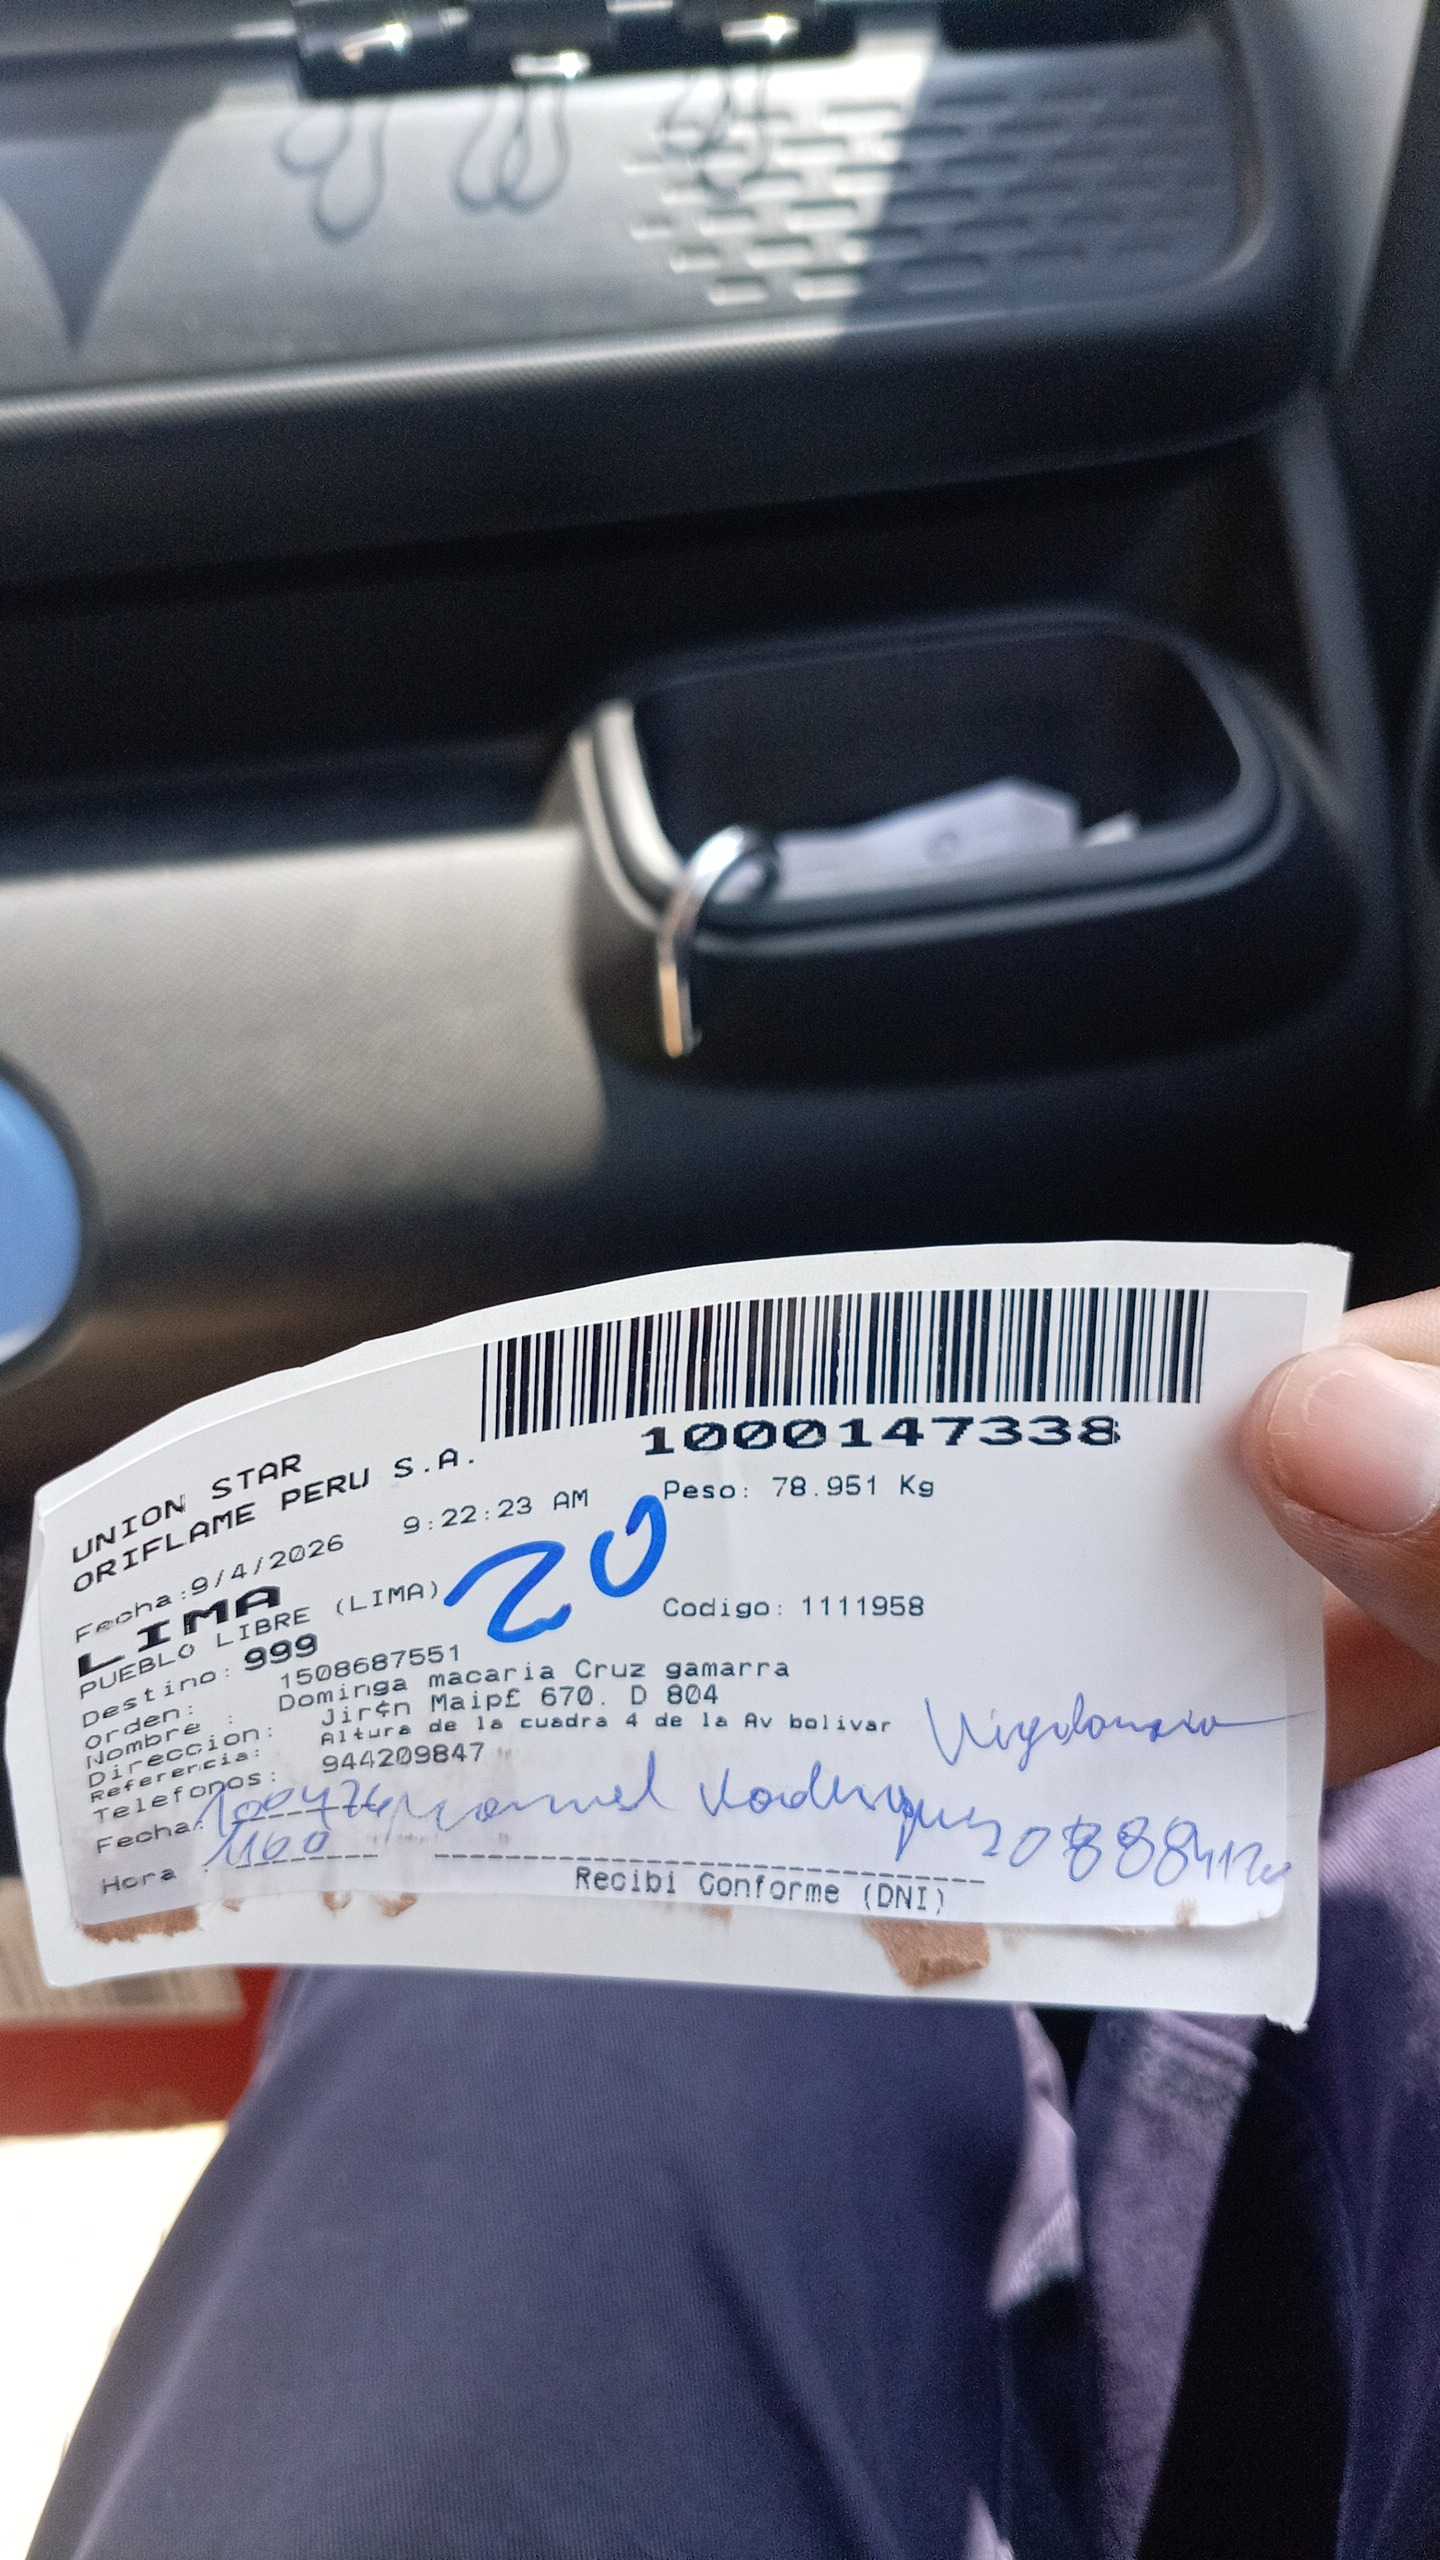 1000147338
UNION STAR
ORIFLAME PERU S.A.
Peso: 78.951 Kg
Fecha:9/4/2026 9:22:23 AM
20
LIMA
PUEBLO LIBRE (LIMA)
Codigo: 1111958
Destino: 999
Orden: 1508687551
Nombre : Dominga macaria Cruz gamarra
Direccion: Jir¢n Maip£ 670. D 804
Referencia: Altura de la cuadra 4 de la Av bolivar
Vigilancia
Telefonos: 944209847
Fecha:
Hora : 1160
Recibi Conforme (DNI)